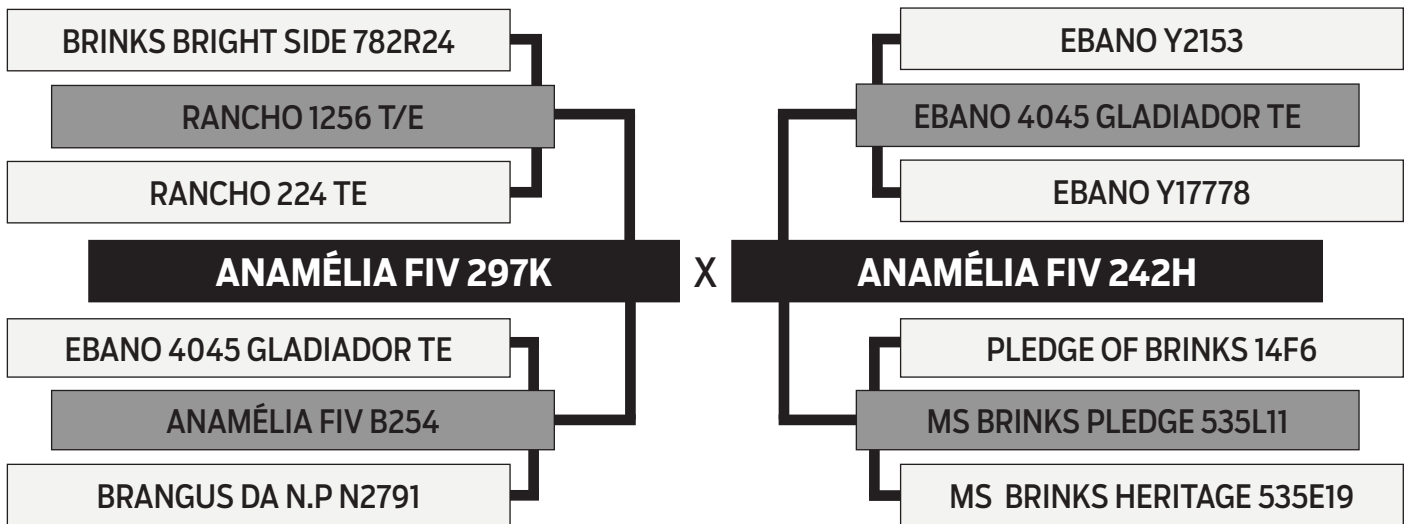 BRINKS BRIGHT SIDE 782R24
RANCHO 1256 T/E
RANCHO 224 TE
ANAMÉLIA FIV 297K
EBANO 4045 GLADIADOR TE
ANAMÉLIA FIV B254
BRANGUS DA N.P N2791
X
EBANO Y2153
EBANO 4045 GLADIADOR TE
EBANO Y17778
ANAMÉLIA FIV 242H
PLEDGE OF BRINKS 14F6
MS BRINKS PLEDGE 535L11
MS BRINKS HERITAGE 535E19